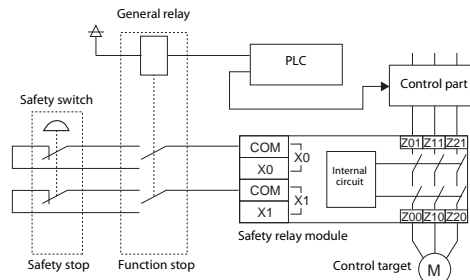 General relay
PLC
Control part
Safety switch
COM
X0
X0
COM
X1
X1
Internal
circuit
Z01 Z11 Z21
Z00 Z10 Z20
Safety relay module
Safety stop
Function stop
Control target
M